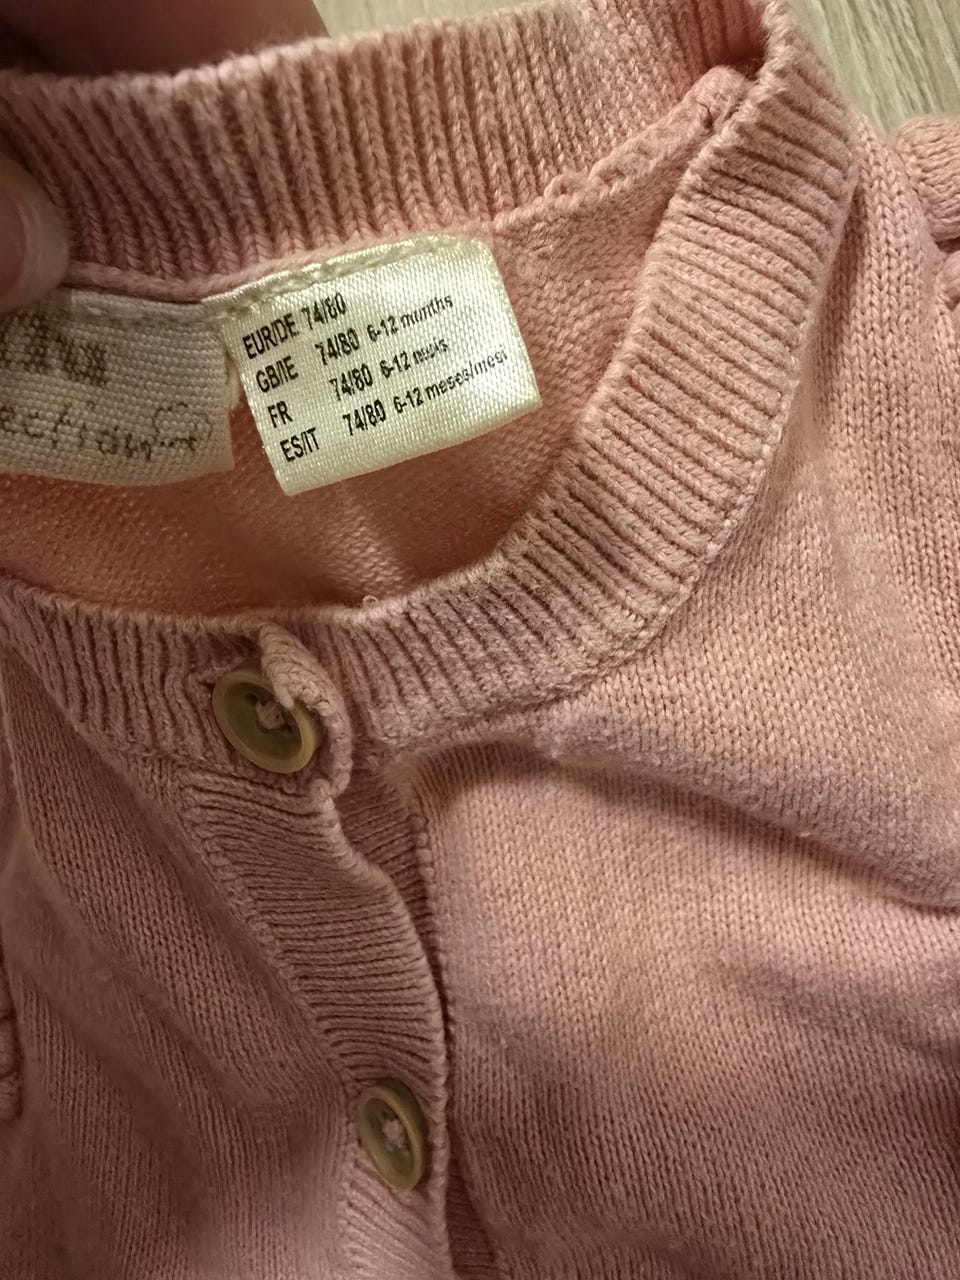 EUR/DE 74/80
GB/IE 74/80 6-12 months
FR 74/80 6-12 mois
ES/IT 74/80 6-12 meses/mesi